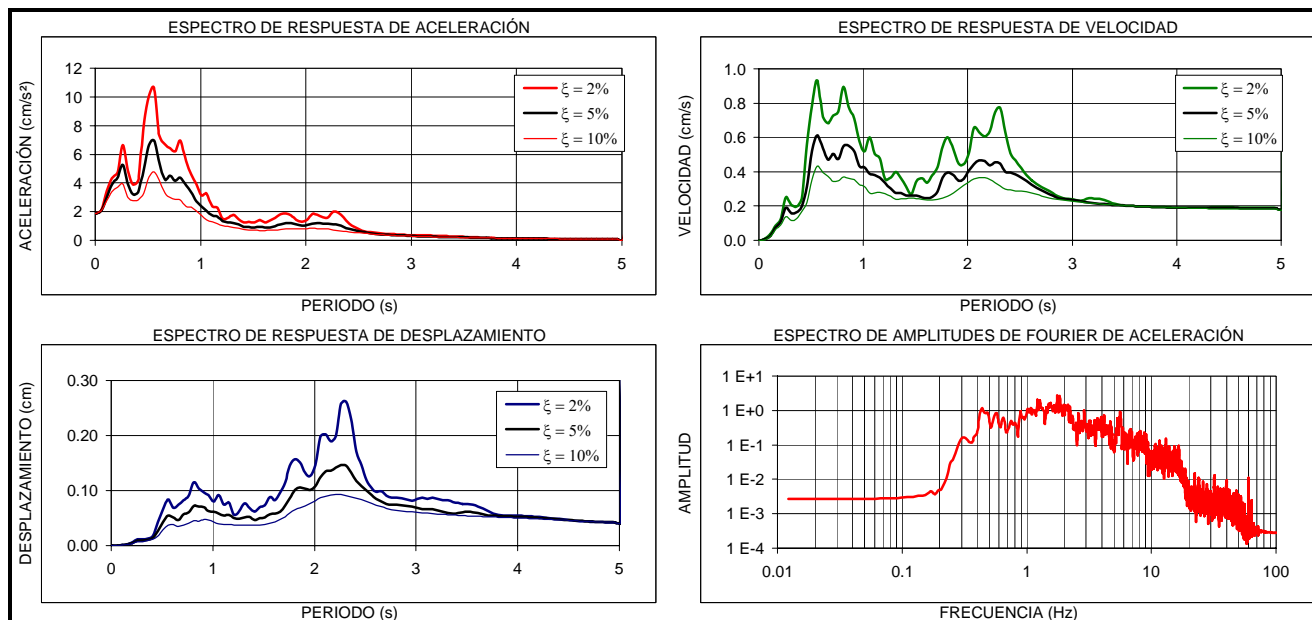 ESPECTRO DE RESPUESTA DE ACELERACIÓN
ACELERACIÓN (cm/s²)
12
10
8
6
4
2
0
ξ = 2%
ξ = 5%
ξ = 10%
0 1 2 3 4 5
PERIODO (s)
ESPECTRO DE RESPUESTA DE VELOCIDAD
VELOCIDAD (cm/s)
1.0
0.8
0.6
0.4
0.2
0.0
ξ = 2%
ξ = 5%
ξ = 10%
0 1 2 3 4 5
PERIODO (s)
ESPECTRO DE RESPUESTA DE DESPLAZAMIENTO
DESPLAZAMIENTO (cm)
0.30
0.20
0.10
0.00
ξ = 2%
ξ = 5%
ξ = 10%
0 1 2 3 4 5
PERIODO (s)
ESPECTRO DE AMPLITUDES DE FOURIER DE ACELERACIÓN
AMPLITUD
1 E+1
1 E+0
1 E-1
1 E-2
1 E-3
1 E-4
0.01 0.1 1 10 100
FRECUENCIA (Hz)